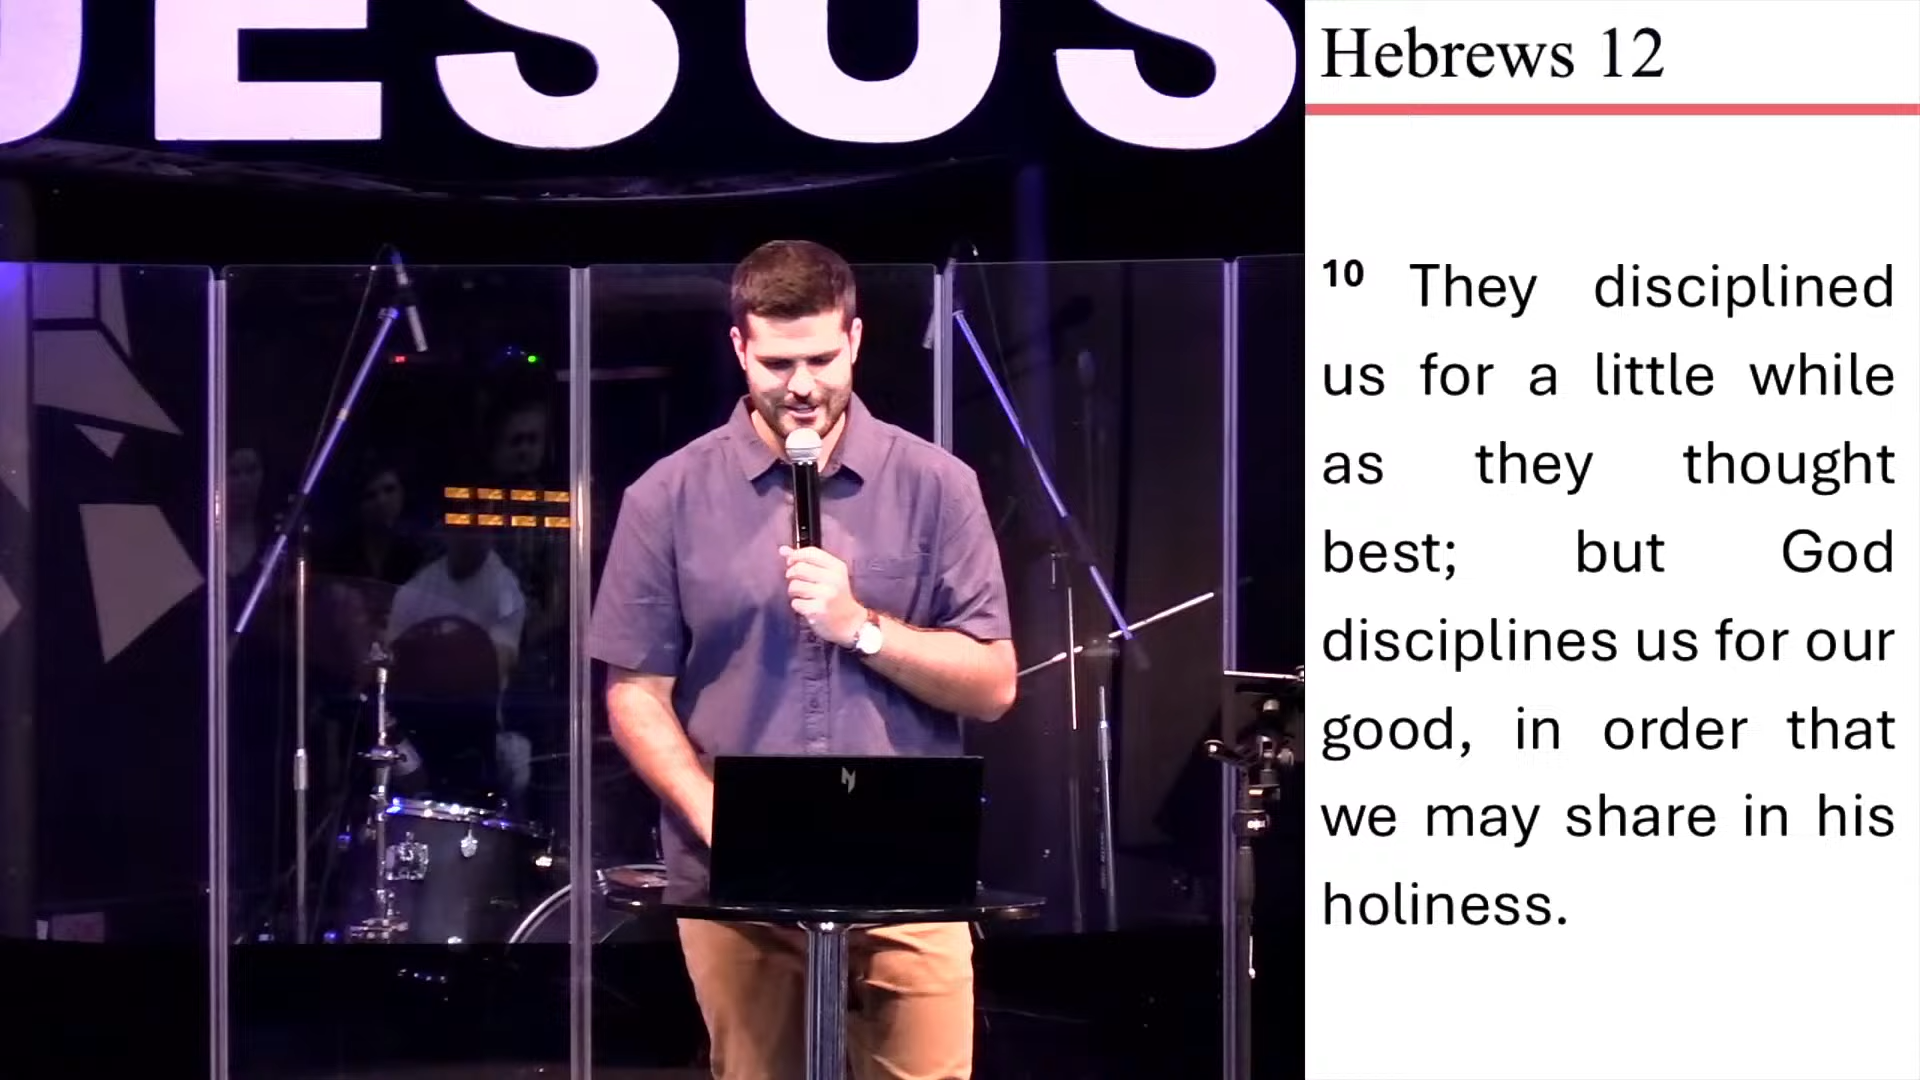 JESUS
Hebrews 12
10 They disciplined
us for a little while
as they thought
best; but God
disciplines us for our
good, in order that
we may share in his
holiness.